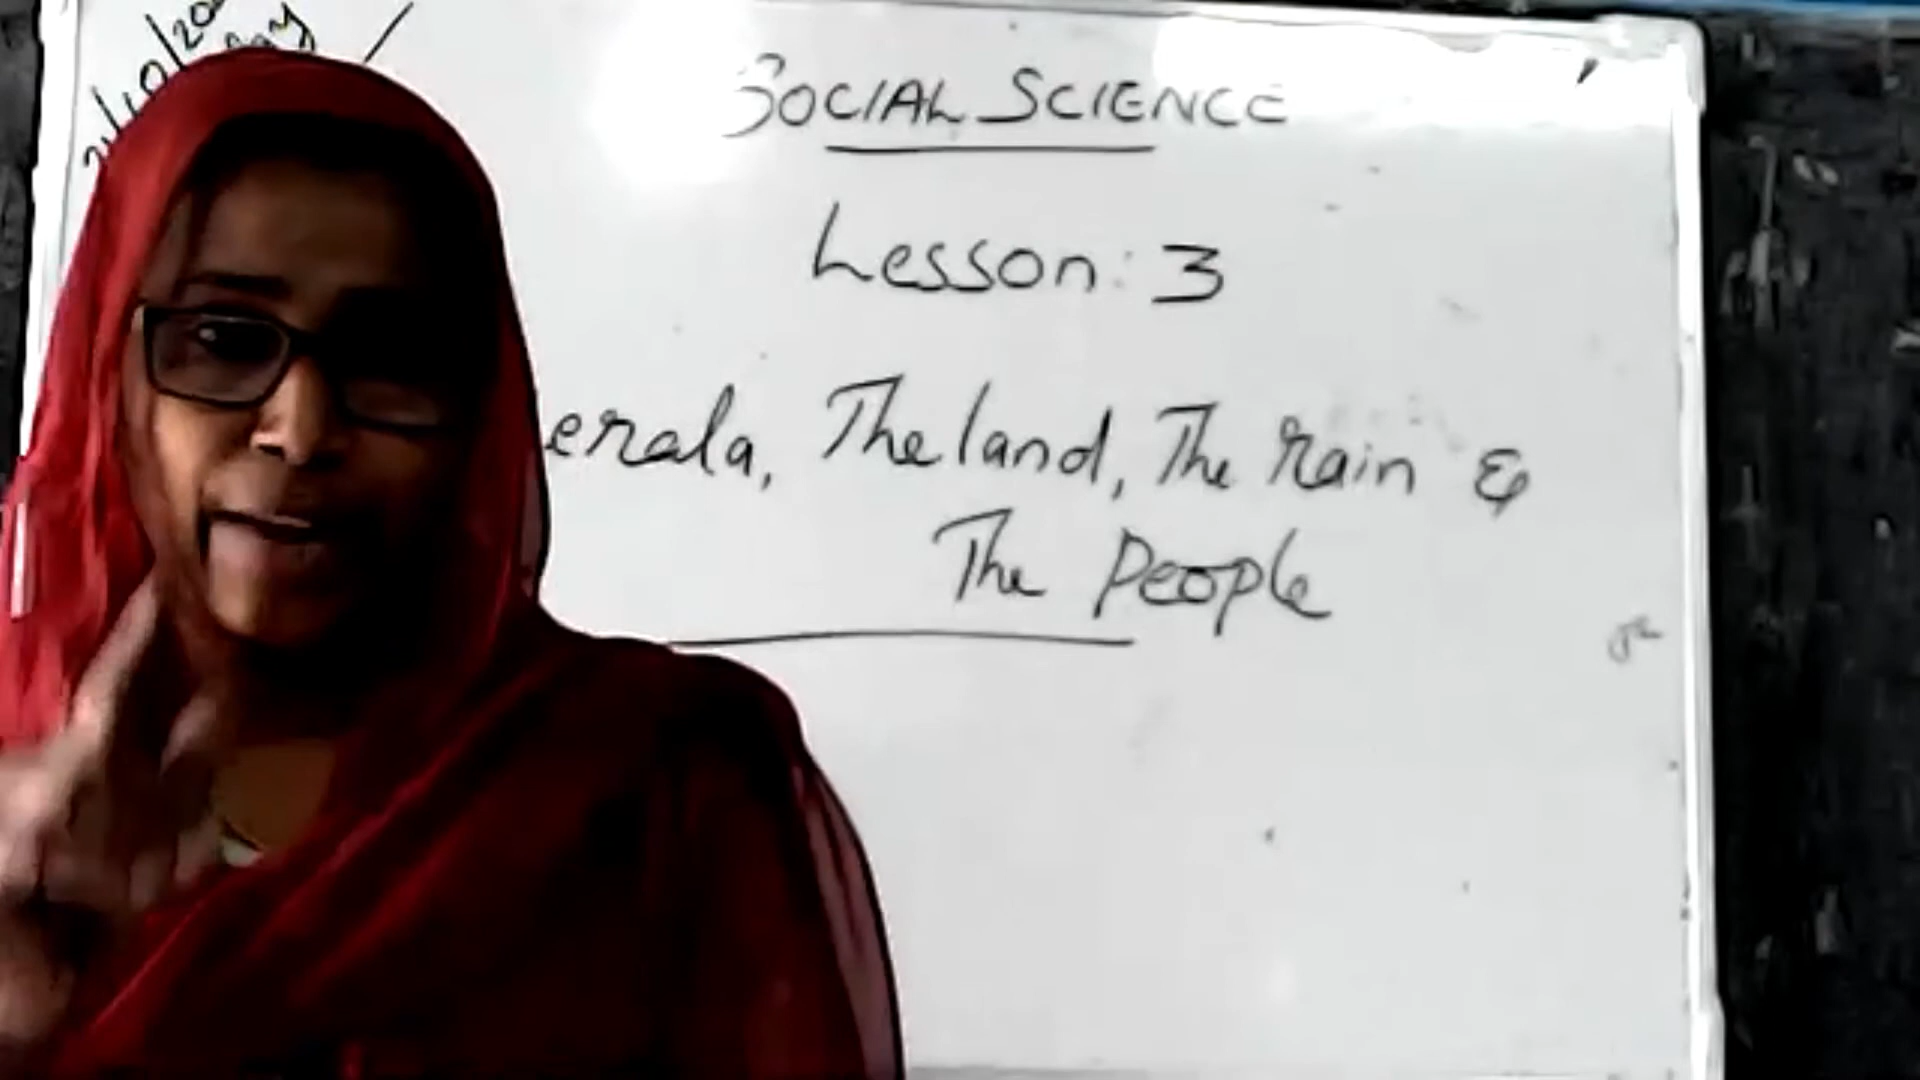 SOCIAL SCIENCE
Lesson: 3
erala, The land, The Rain &
The People